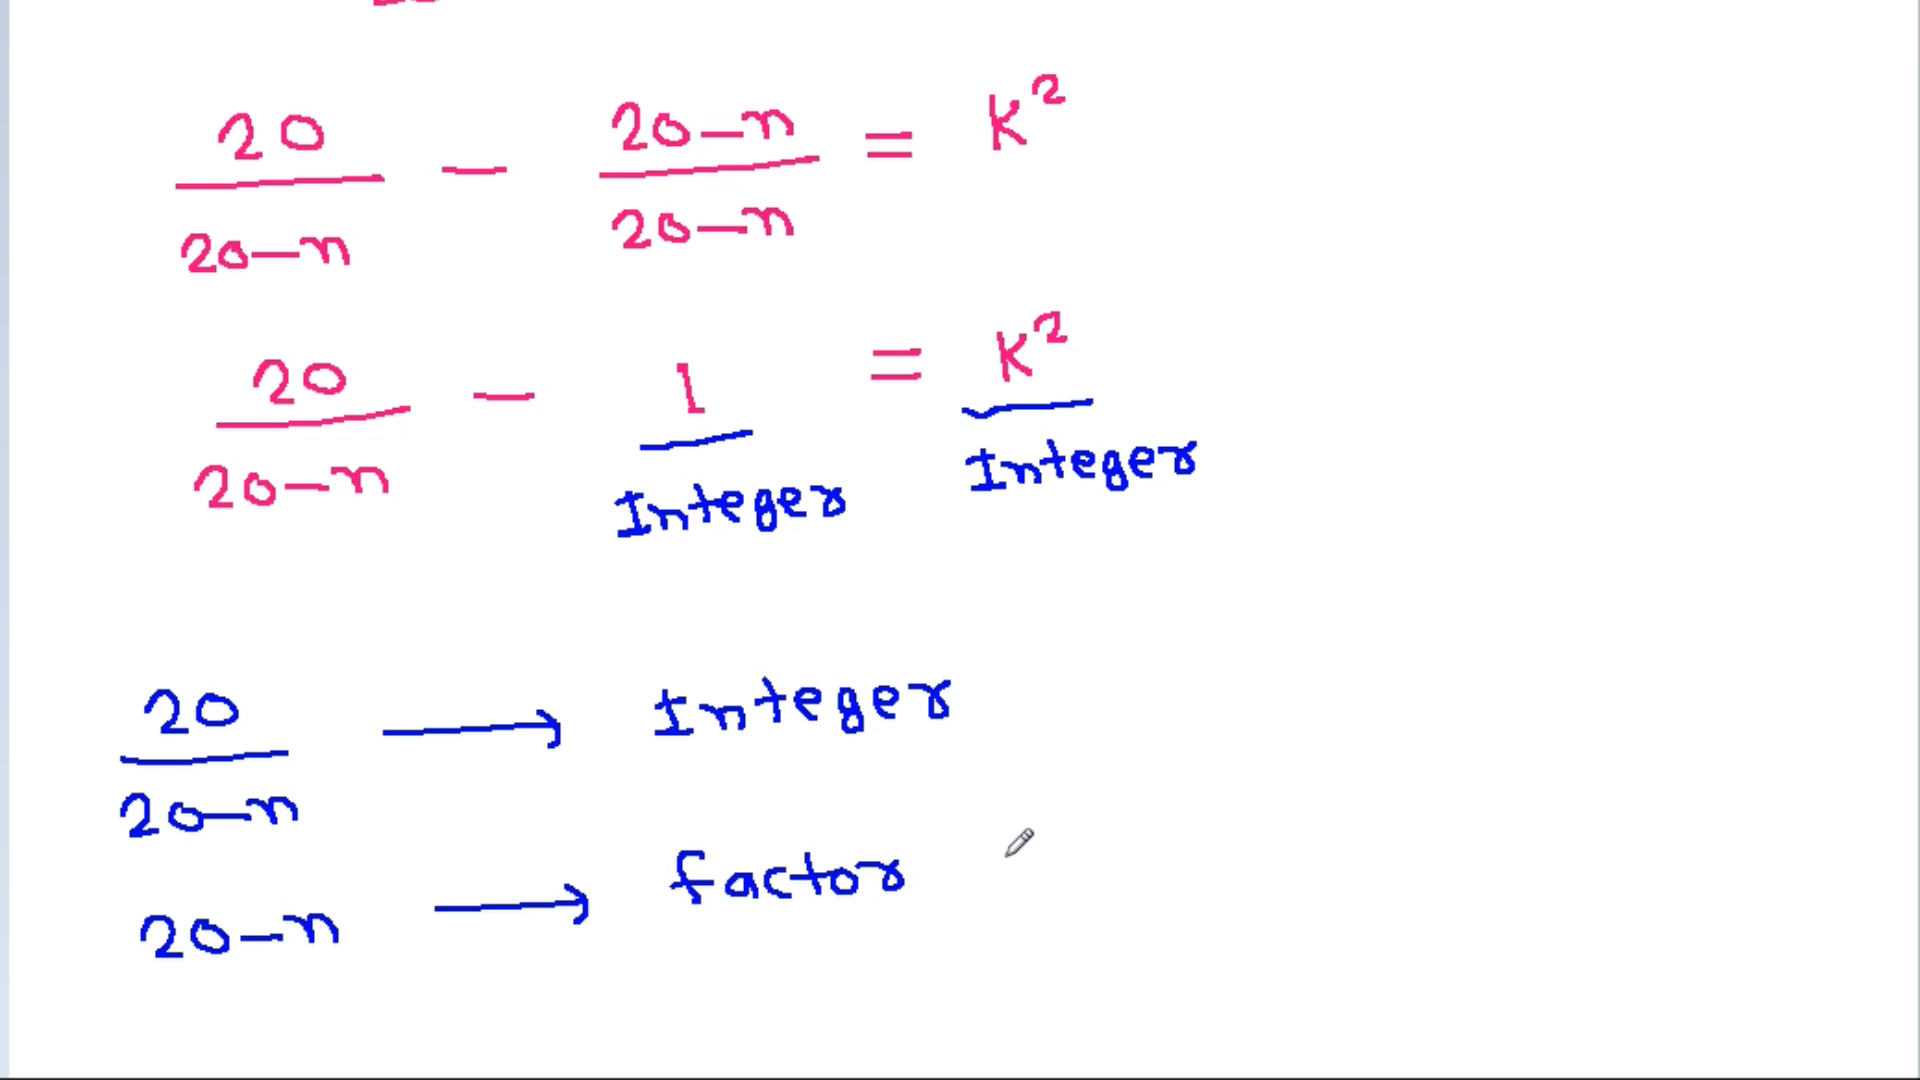 20/20-n - 20-n/20-n = K²
20/20-n - 1 = K²
Integer Integer
20/20-n → Integer
20-n → factor